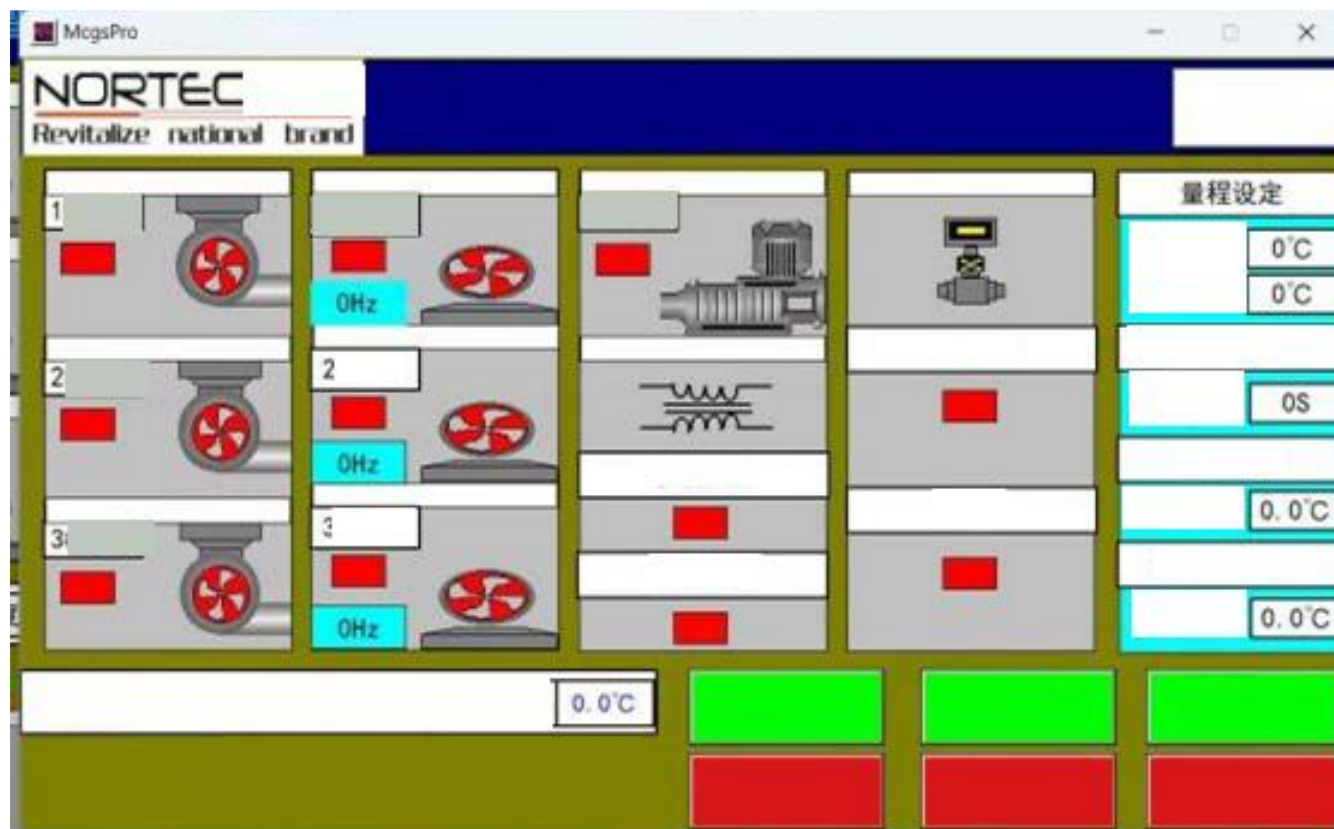 McgsPro
NORTEC
Revitalize national brand
量程设定
1
0℃
0Hz
0℃
2
2
0S
0Hz
0.0℃
3
3
0Hz
0.0℃
0.0℃